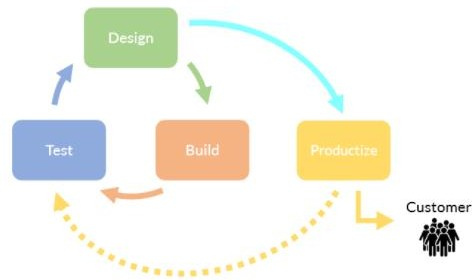 Design
Test
Build
Productize
Customer